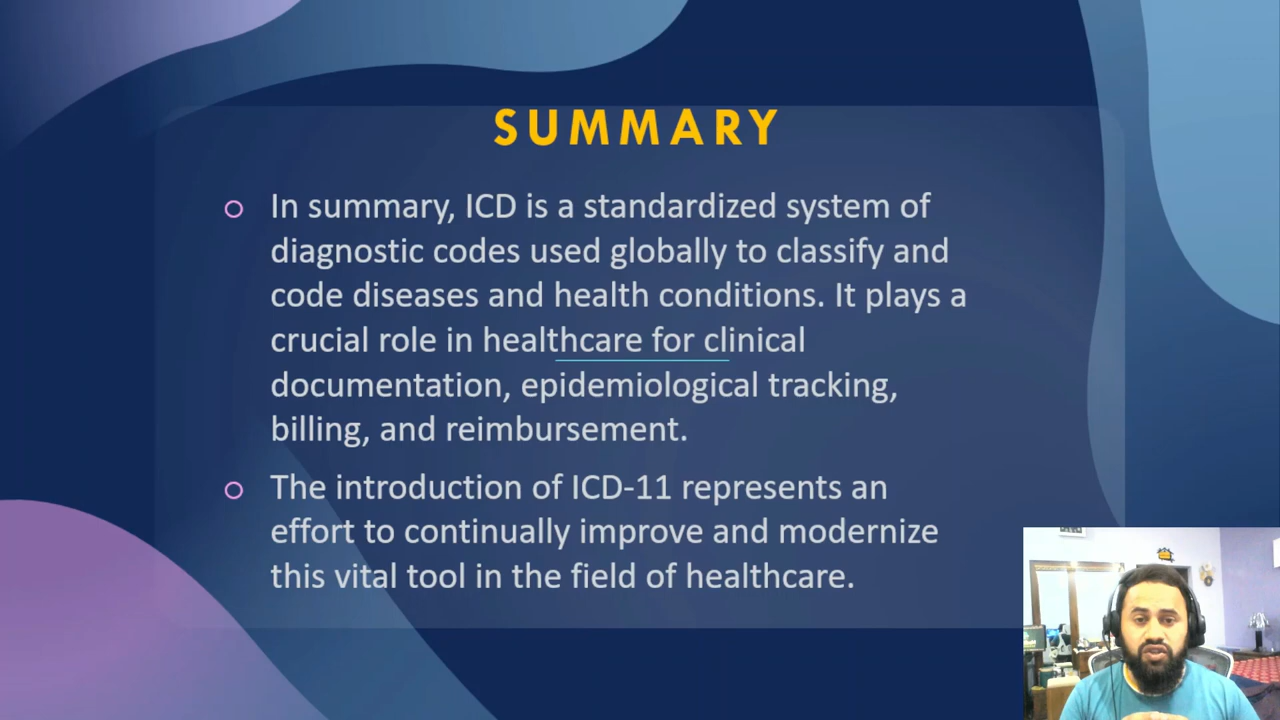 SUMMARY
In summary, ICD is a standardized system of
diagnostic codes used globally to classify and
code diseases and health conditions. It plays a
crucial role in healthcare for clinical
documentation, epidemiological tracking,
billing, and reimbursement.
The introduction of ICD-11 represents an
effort to continually improve and modernize
this vital tool in the field of healthcare.